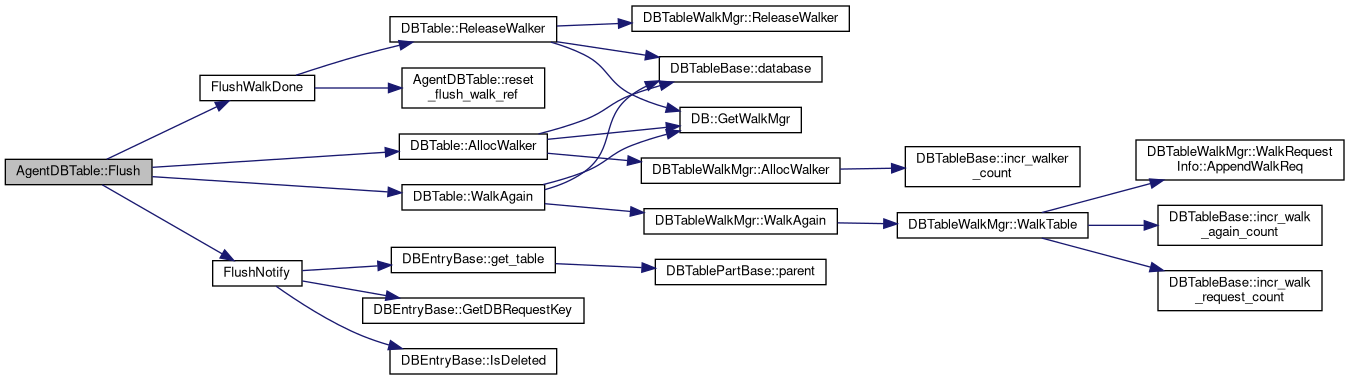 AgentDBTable::Flush
FlushWalkDone
DBTable::ReleaseWalker
DBTableWalkMgr::ReleaseWalker
DBTableBase::database
AgentDBTable::reset
_flush_walk_ref
DB::GetWalkMgr
DBTable::AllocWalker
DBTableWalkMgr::AllocWalker
DBTableBase::incr_walker
_count
DBTable::WalkAgain
DBTableWalkMgr::WalkAgain
DBTableWalkMgr::WalkTable
DBTableWalkMgr::WalkRequest
Info::AppendWalkReq
DBTableBase::incr_walk
_again_count
DBTableBase::incr_walk
_request_count
FlushNotify
DBEntryBase::get_table
DBTablePartBase::parent
DBEntryBase::GetDBRequestKey
DBEntryBase::IsDeleted